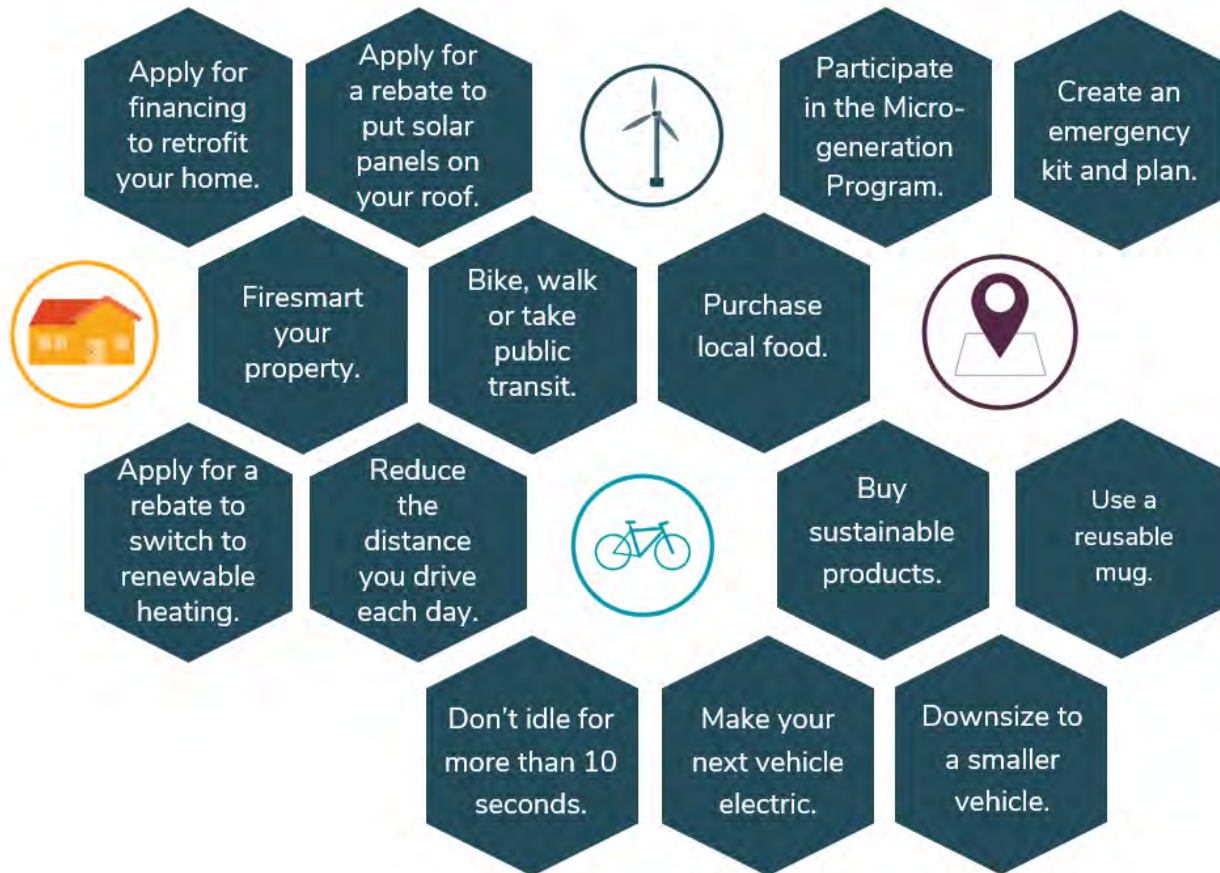 Apply for
financing
to retrofit
your home.
Apply for
a rebate to
put solar
panels on
your roof.
Participate
in the Micro-
generation
Program.
Create an
emergency
kit and plan.
Firesmart
your
property.
Bike, walk
or take
public
transit.
Purchase
local food.
Apply for a
rebate to
switch to
renewable
heating.
Reduce
the
distance
you drive
each day.
Buy
sustainable
products.
Use a
reusable
mug.
Don't idle for
more than 10
seconds.
Make your
next vehicle
electric.
Downsize to
a smaller
vehicle.